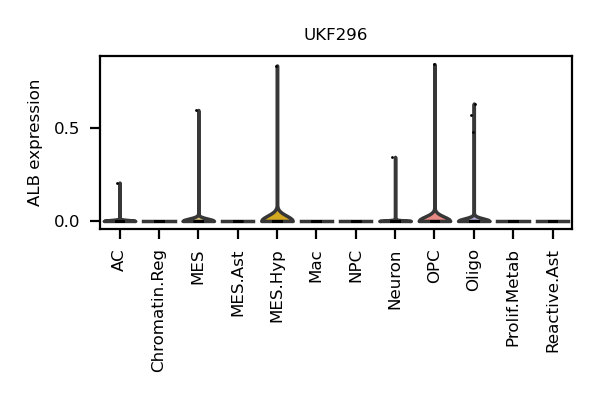 UKF296
ALB expression
0.5
0.0
AC
Chromatin.Reg
MES
MES.Ast
MES.Hyp
Mac
NPC
Neuron
OPC
Oligo
Prolif.Metab
Reactive.Ast